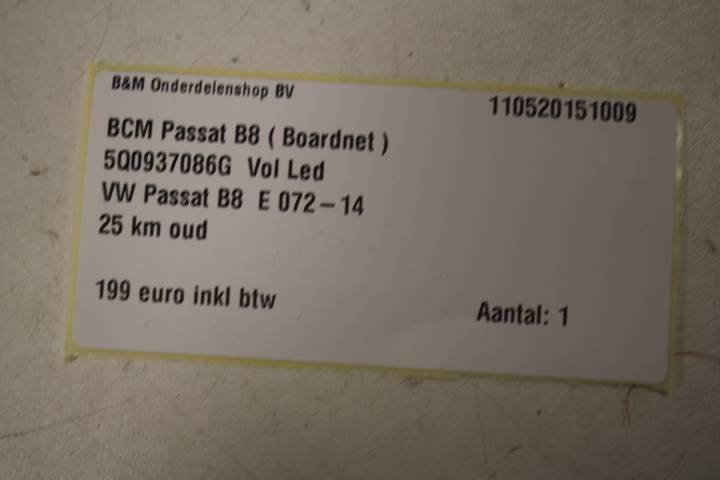 B&M Onderdelenshop BV
110520151009
BCM Passat B8 ( Boardnet )
5Q0937086G Vol Led
VW Passat B8 E 072-14
25 km oud
199 euro inkl btw
Aantal: 1